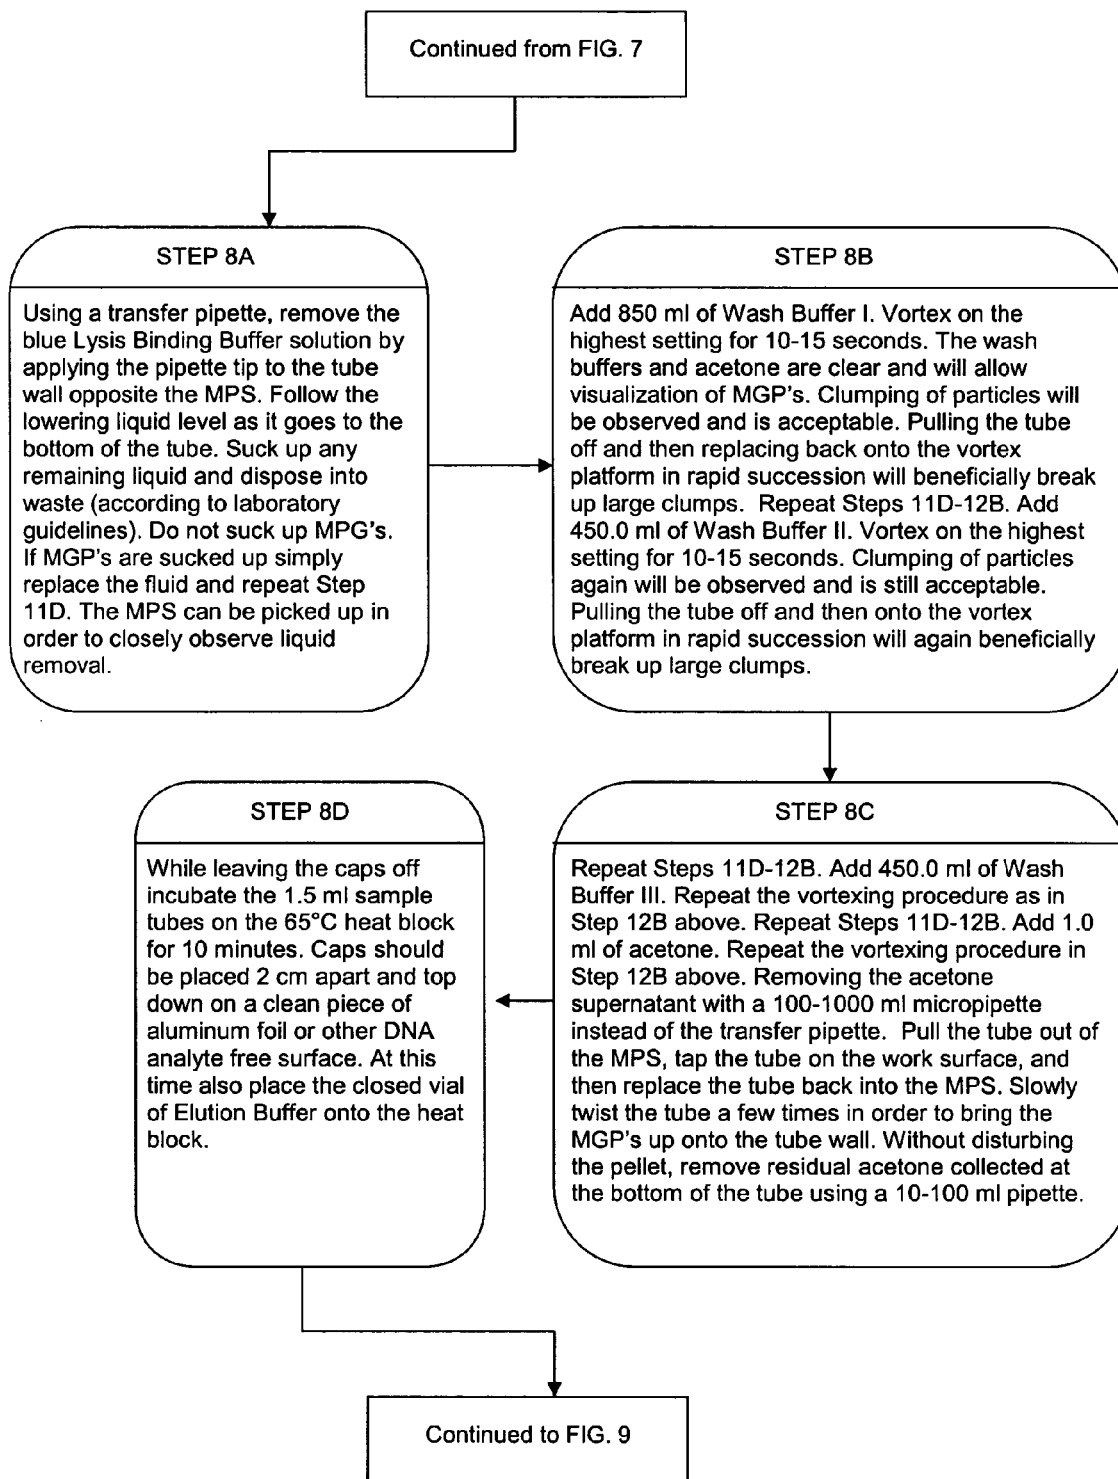 Continued from FIG. 7
STEP 8A
Using a transfer pipette, remove the
blue Lysis Binding Buffer solution by
applying the pipette tip to the tube
wall opposite the MPS. Follow the
lowering liquid level as it goes to the
bottom of the tube. Suck up any
remaining liquid and dispose into
waste (according to laboratory
guidelines). Do not suck up MPG's.
If MGP's are sucked up simply
replace the fluid and repeat Step
11D. The MPS can be picked up in
order to closely observe liquid
removal.
STEP 8B
Add 850 ml of Wash Buffer I. Vortex on the
highest setting for 10-15 seconds. The wash
buffers and acetone are clear and will allow
visualization of MGP's. Clumping of particles will
be observed and is acceptable. Pulling the tube
off and then replacing back onto the vortex
platform in rapid succession will beneficially break
up large clumps. Repeat Steps 11D-12B. Add
450.0 ml of Wash Buffer II. Vortex on the highest
setting for 10-15 seconds. Clumping of particles
again will be observed and is still acceptable.
Pulling the tube off and then onto the vortex
platform in rapid succession will again beneficially
break up large clumps.
STEP 8C
Repeat Steps 11D-12B. Add 450.0 ml of Wash
Buffer III. Repeat the vortexing procedure as in
Step 12B above. Repeat Steps 11D-12B. Add 1.0
ml of acetone. Repeat the vortexing procedure in
Step 12B above. Removing the acetone
supernatant with a 100-1000 ml micropipette
instead of the transfer pipette. Pull the tube out of
the MPS, tap the tube on the work surface, and
then replace the tube back into the MPS. Slowly
twist the tube a few times in order to bring the
MGP's up onto the tube wall. Without disturbing
the pellet, remove residual acetone collected at
the bottom of the tube using a 10-100 ml pipette.
STEP 8D
While leaving the caps off
incubate the 1.5 ml sample
tubes on the 65°C heat block
for 10 minutes. Caps should
be placed 2 cm apart and top
down on a clean piece of
aluminum foil or other DNA
analyte free surface. At this
time also place the closed vial
of Elution Buffer onto the heat
block.
Continued to FIG. 9